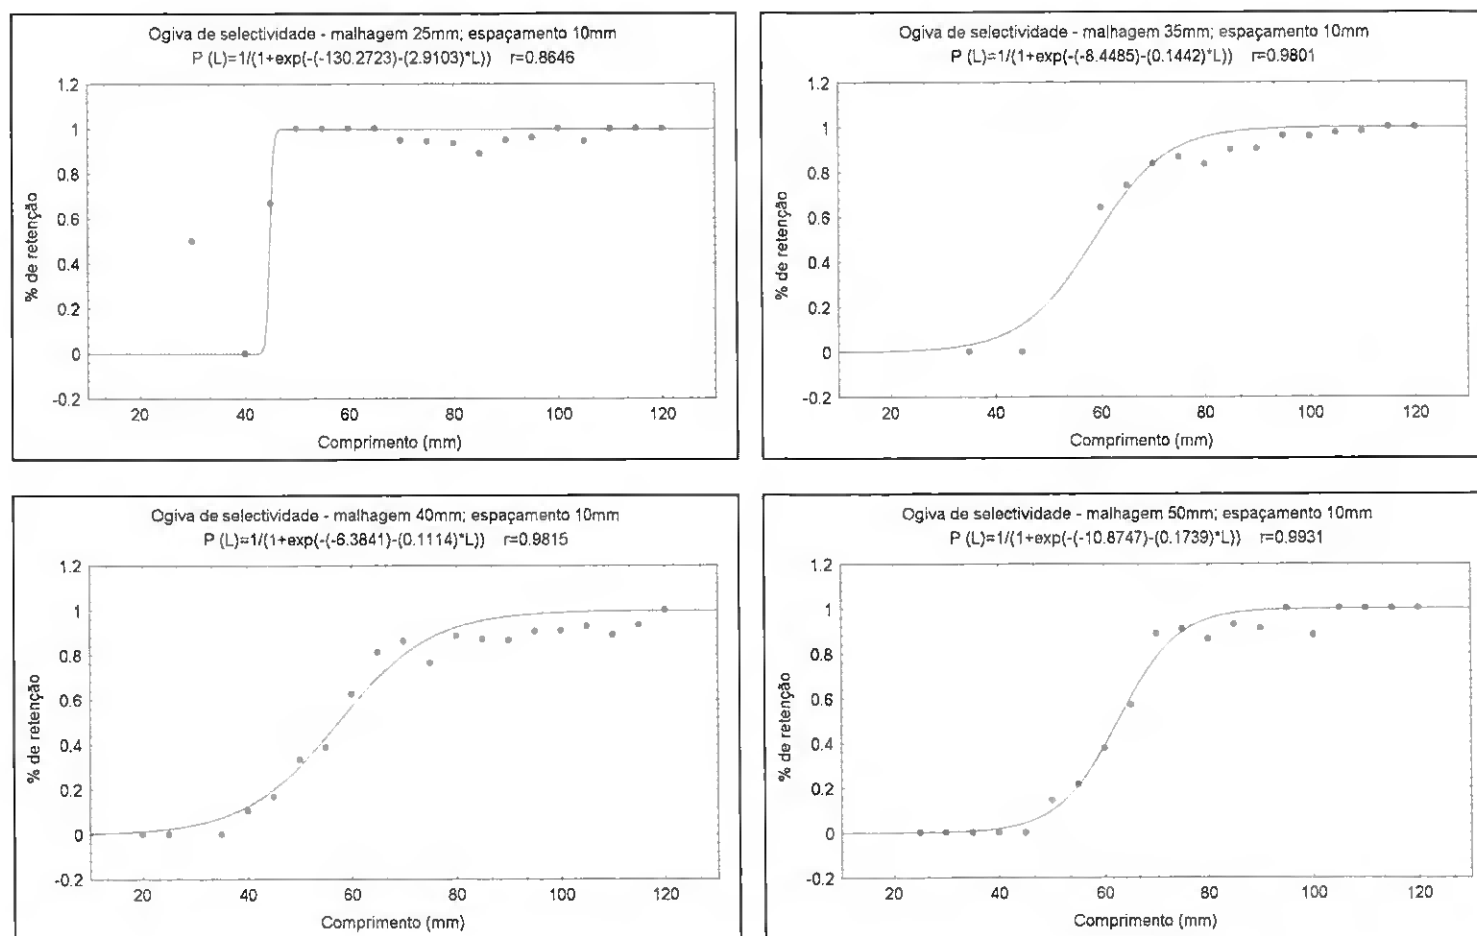 Ogiva de selectividade - malhagem 25mm; espaçamento 10mm
P (L)=1/(1+exp(-(-130.2723)-(2.9103)*L)) r=0.8646
1.2
1
0.8
0.6
0.4
0.2
0
-0.2
% de retenção
20 40 60 80 100 120
Comprimento (mm)
Ogiva de selectividade - malhagem 35mm; espaçamento 10mm
P (L)=1/(1+exp(-(-8.4485)-(0.1442)*L)) r=0.9801
1.2
1
0.8
0.6
0.4
0.2
0
-0.2
% de retenção
20 40 60 80 100 120
Comprimento (mm)
Ogiva de selectividade - malhagem 40mm; espaçamento 10mm
P (L)=1/(1+exp(-(-6.3841)-(0.1114)*L)) r=0.9815
1.2
1
0.8
0.6
0.4
0.2
0
-0.2
% de retenção
20 40 60 80 100 120
Comprimento (mm)
Ogiva de selectividade - malhagem 50mm; espaçamento 10mm
P (L)=1/(1+exp(-(-10.8747)-(0.1739)*L)) r=0.9931
1.2
1
0.8
0.6
0.4
0.2
0
-0.2
% de retenção
20 40 60 80 100 120
Comprimento (mm)